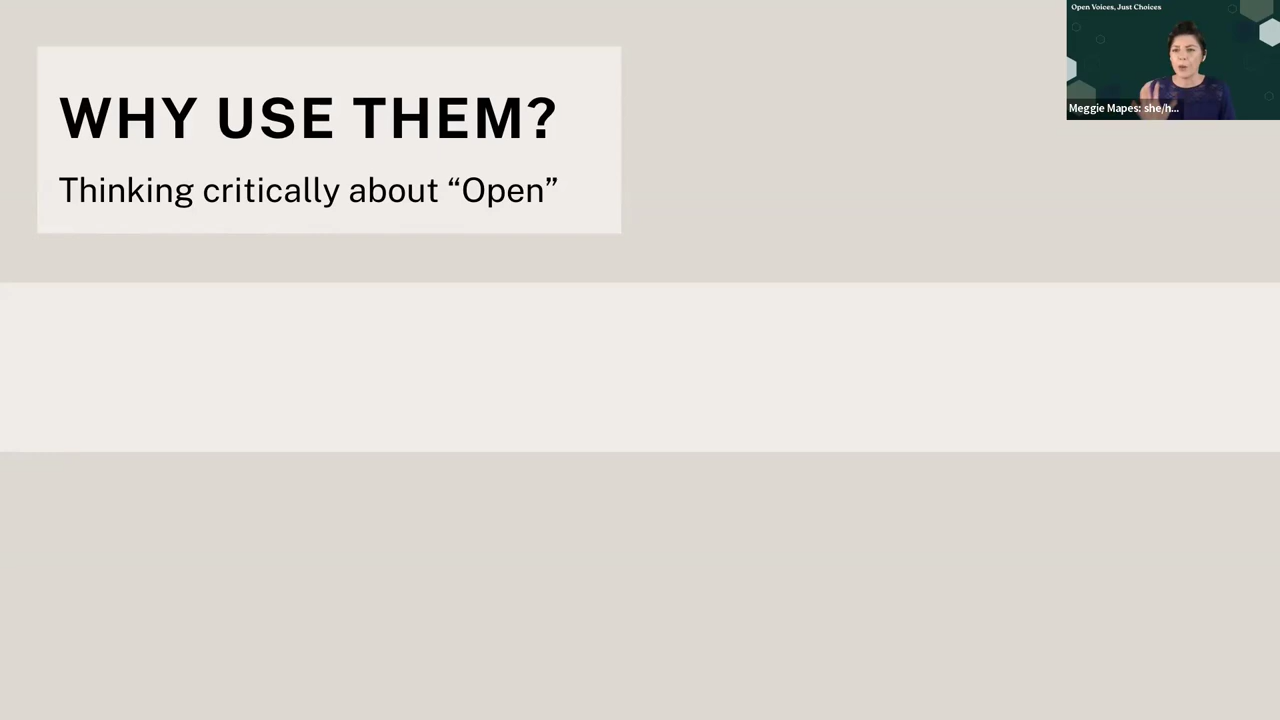 WHY USE THEM?
Thinking critically about “Open”
Open Voices, Just Choices
Meggie Mapes: she/h...